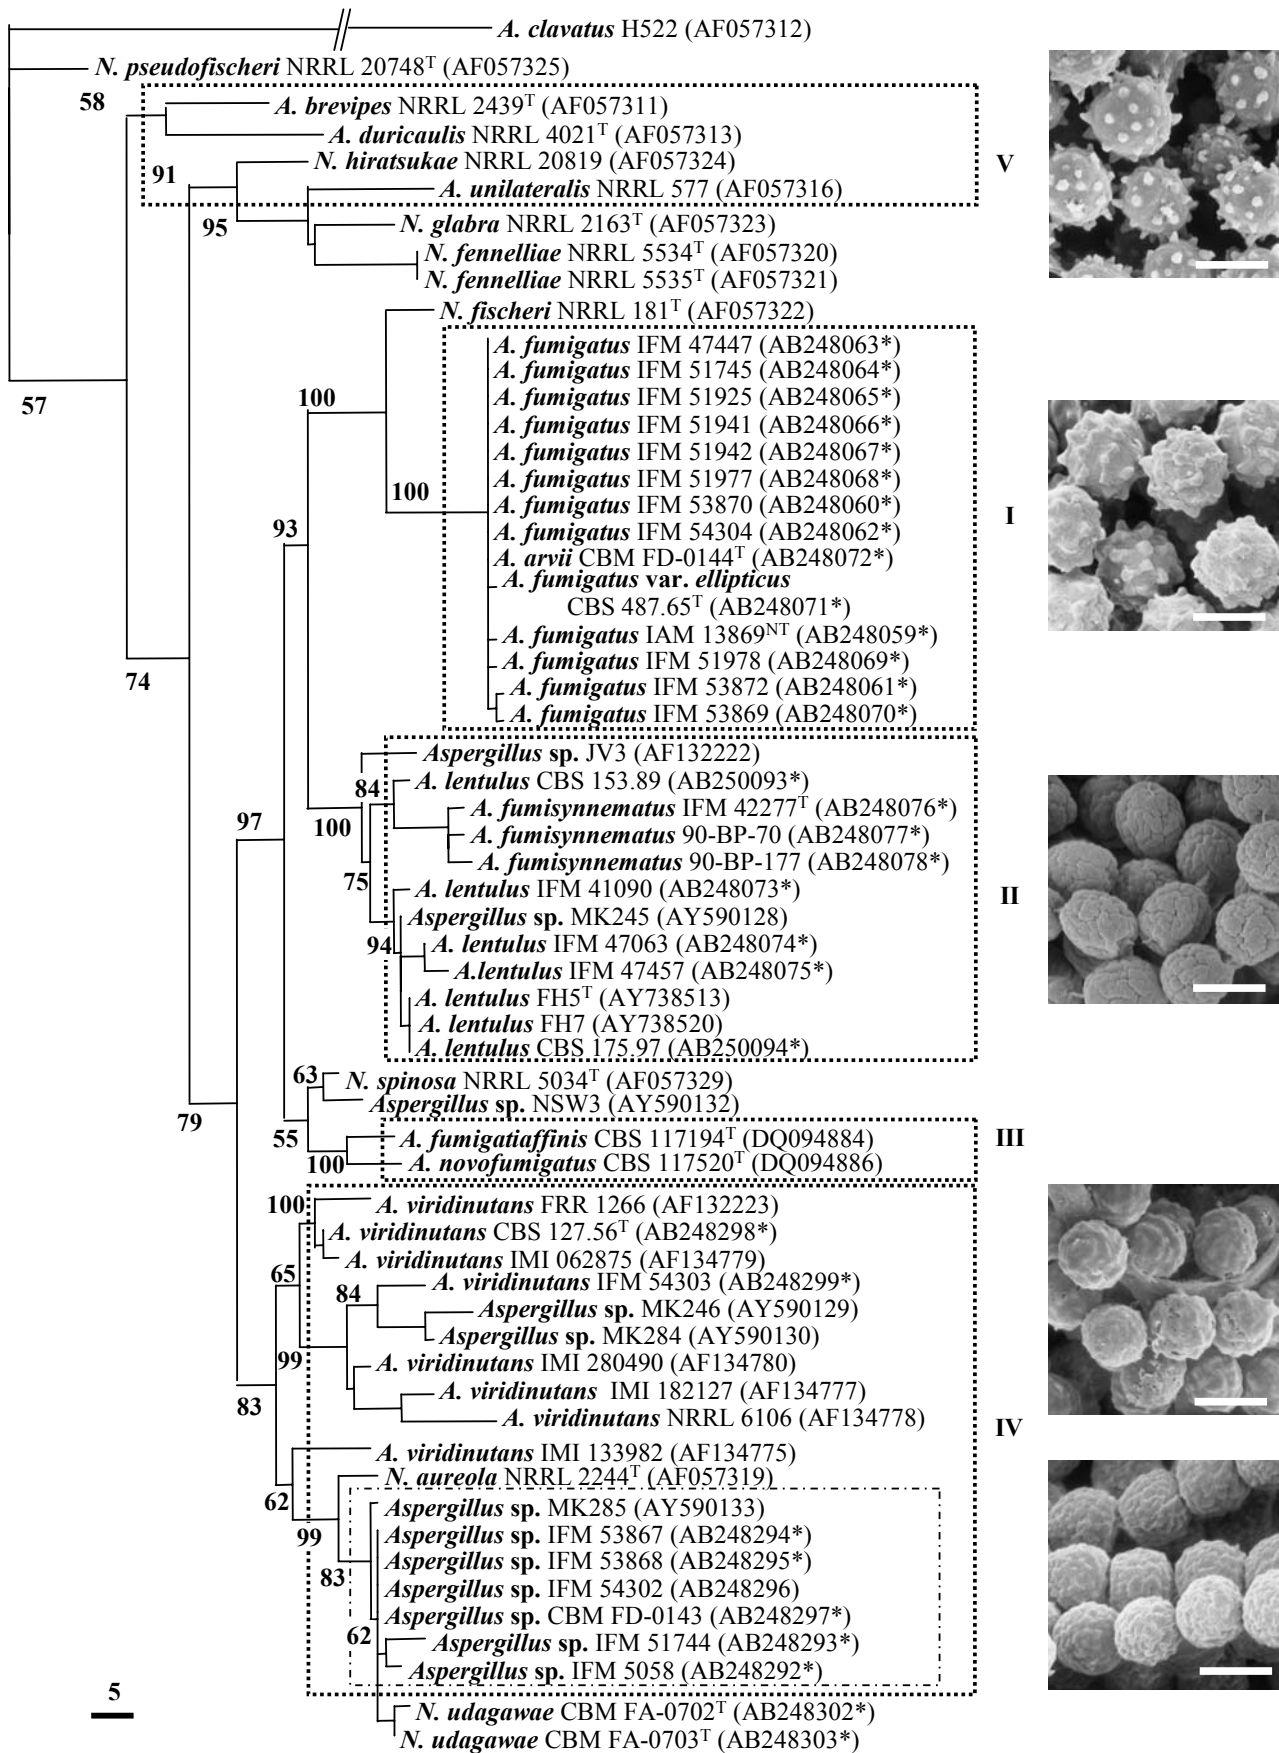 A. clavatus H522 (AF057312)
N. pseudofischeri NRRL 20748T (AF057325)
58
A. brevipes NRRL 2439T (AF057311)
A. duricaulis NRRL 4021T (AF057313)
N. hiratsukae NRRL 20819 (AF057324)
V
91
A. unilateralis NRRL 577 (AF057316)
95
N. glabra NRRL 2163T (AF057323)
N. fennelliae NRRL 5534T (AF057320)
N. fennelliae NRRL 5535T (AF057321)
N. fischeri NRRL 181T (AF057322)
A. fumigatus IFM 47447 (AB248063*)
A. fumigatus IFM 51745 (AB248064*)
57
100
A. fumigatus IFM 51925 (AB248065*)
A. fumigatus IFM 51941 (AB248066*)
A. fumigatus IFM 51942 (AB248067*)
A. fumigatus IFM 51977 (AB248068*)
100
A. fumigatus IFM 53870 (AB248060*)
I
93
A. fumigatus IFM 54304 (AB248062*)
A. arvii CBM FD-0144T (AB248072*)
A. fumigatus var. ellipticus
CBS 487.65T (AB248071*)
A. fumigatus IAM 13869NT (AB248059*)
A. fumigatus IFM 51978 (AB248069*)
74
A. fumigatus IFM 53872 (AB248061*)
A. fumigatus IFM 53869 (AB248070*)
Aspergillus sp. JV3 (AF132222)
84
A. lentulus CBS 153.89 (AB250093*)
A. fumisynnematus IFM 42277T (AB248076*)
97
100
A. fumisynnematus 90-BP-70 (AB248077*)
A. fumisynnematus 90-BP-177 (AB248078*)
75
A. lentulus IFM 41090 (AB248073*)
II
Aspergillus sp. MK245 (AY590128)
94
A. lentulus IFM 47063 (AB248074*)
A.lentulus IFM 47457 (AB248075*)
A. lentulus FH5T (AY738513)
A. lentulus FH7 (AY738520)
A. lentulus CBS 175.97 (AB250094*)
63
N. spinosa NRRL 5034T (AF057329)
Aspergillus sp. NSW3 (AY590132)
79
55
A. fumigatiaffinis CBS 117194T (DQ094884)
III
100
A. novofumigatus CBS 117520T (DQ094886)
100
A. viridinutans FRR 1266 (AF132223)
A. viridinutans CBS 127.56T (AB248298*)
A. viridinutans IMI 062875 (AF134779)
65
A. viridinutans IFM 54303 (AB248299*)
84
Aspergillus sp. MK246 (AY590129)
Aspergillus sp. MK284 (AY590130)
99
A. viridinutans IMI 280490 (AF134780)
A. viridinutans IMI 182127 (AF134777)
83
A. viridinutans NRRL 6106 (AF134778)
IV
A. viridinutans IMI 133982 (AF134775)
N. aureola NRRL 2244T (AF057319)
62
Aspergillus sp. MK285 (AY590133)
99
Aspergillus sp. IFM 53867 (AB248294*)
Aspergillus sp. IFM 53868 (AB248295*)
83
Aspergillus sp. IFM 54302 (AB248296)
Aspergillus sp. CBM FD-0143 (AB248297*)
62
Aspergillus sp. IFM 51744 (AB248293*)
Aspergillus sp. IFM 5058 (AB248292*)
5
N. udagawae CBM FA-0702T (AB248302*)
N. udagawae CBM FA-0703T (AB248303*)